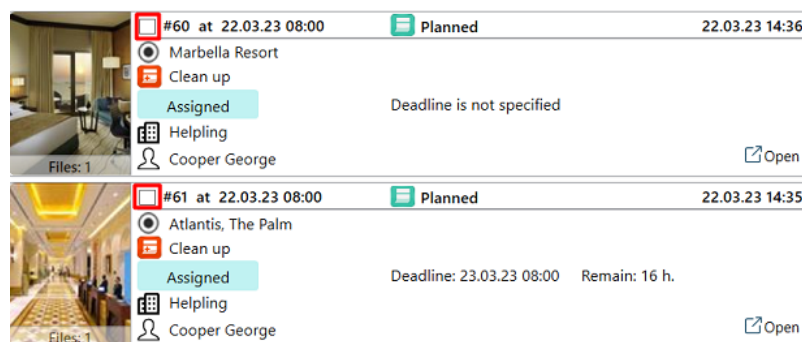 #60 at 22.03.23 08:00 Planned 22.03.23 14:36
Marbella Resort
Clean up
Assigned Deadline is not specified
Helpling
Files: 1 Cooper George Open
#61 at 22.03.23 08:00 Planned 22.03.23 14:35
Atlantis, The Palm
Clean up
Assigned Deadline: 23.03.23 08:00 Remain: 16 h.
Helpling
Files: 1 Cooper George Open